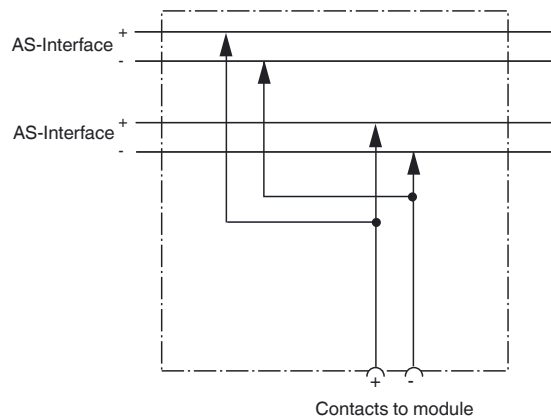 AS-Interface +
-
AS-Interface +
-
+ -
Contacts to module